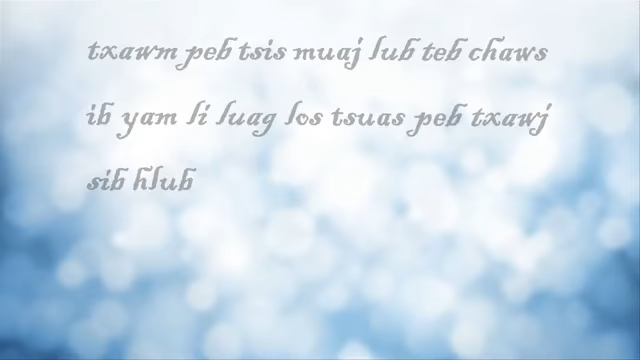 txawm peb tsis muaj lub teb chaws
ib yam li luag los tsuas peb txawj
sib hlub